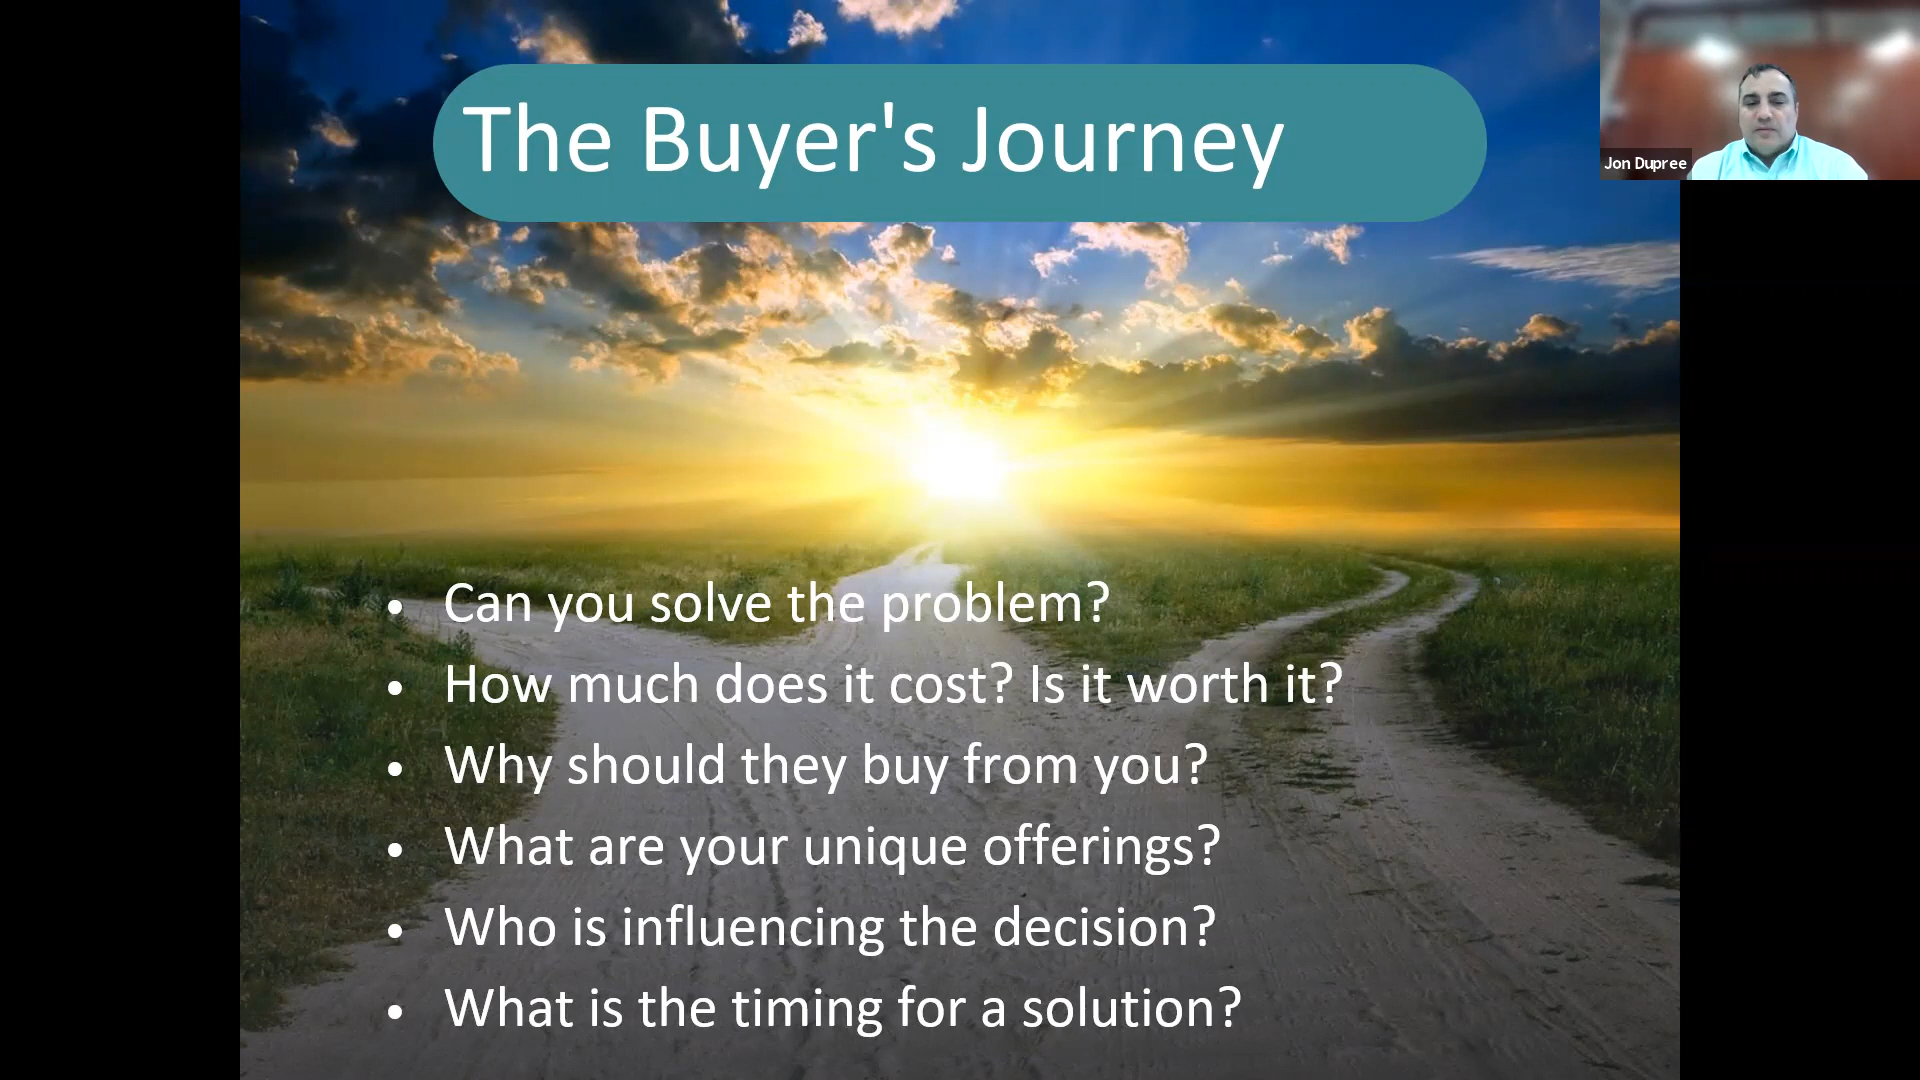 The Buyer's Journey
Jon Dupree
• Can you solve the problem?
• How much does it cost? Is it worth it?
• Why should they buy from you?
• What are your unique offerings?
• Who is influencing the decision?
• What is the timing for a solution?